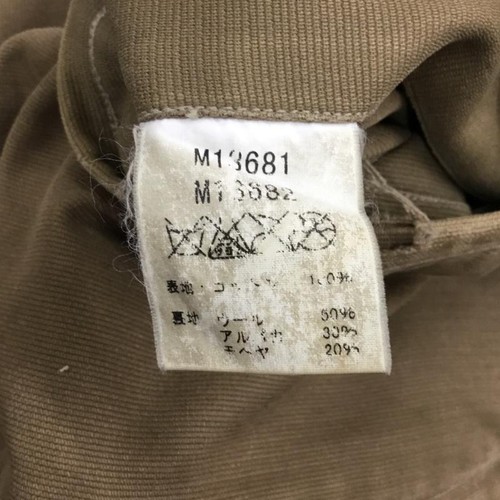 M13681
M13682
表地・コットン 100%
裏地・ウール 50%
アルパカ 30%
モヘヤ 20%